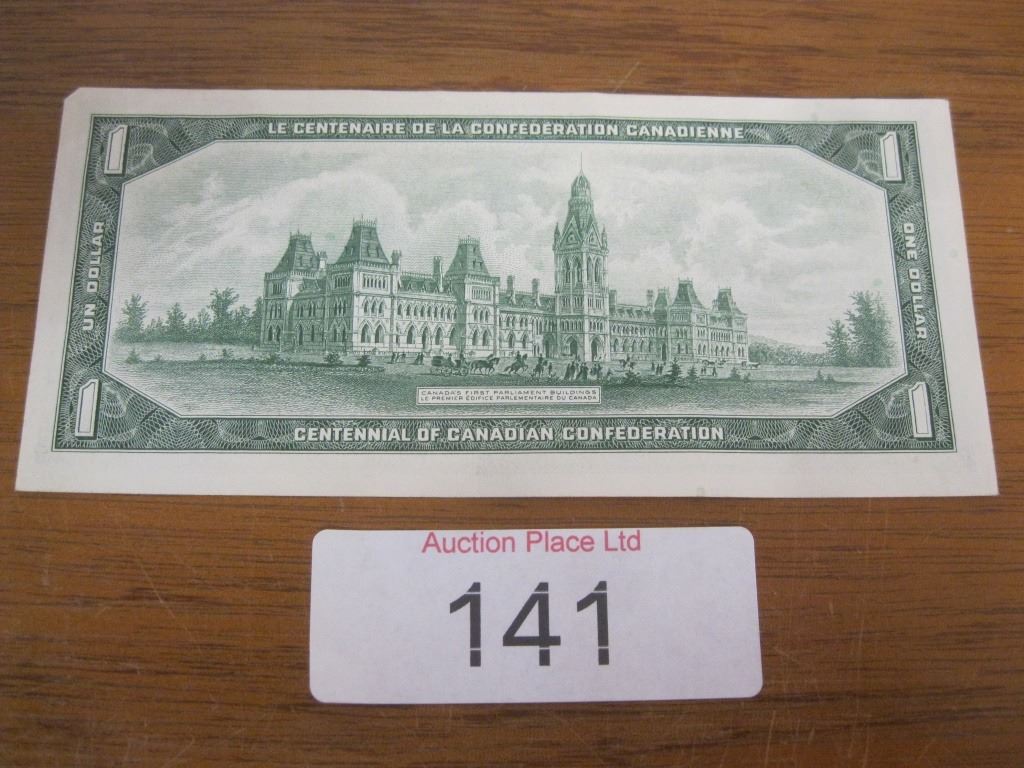 1 LE CENTENAIRE DE LA CONFÉDÉRATION CANADIENNE 1
UN DOLLAR
ONE DOLLAR
CANADA'S FIRST PARLIAMENT BUILDINGS
LE PREMIER ÉDIFICE PARLEMENTAIRE DU CANADA
1 CENTENNIAL OF CANADIAN CONFEDERATION 1
Auction Place Ltd
141